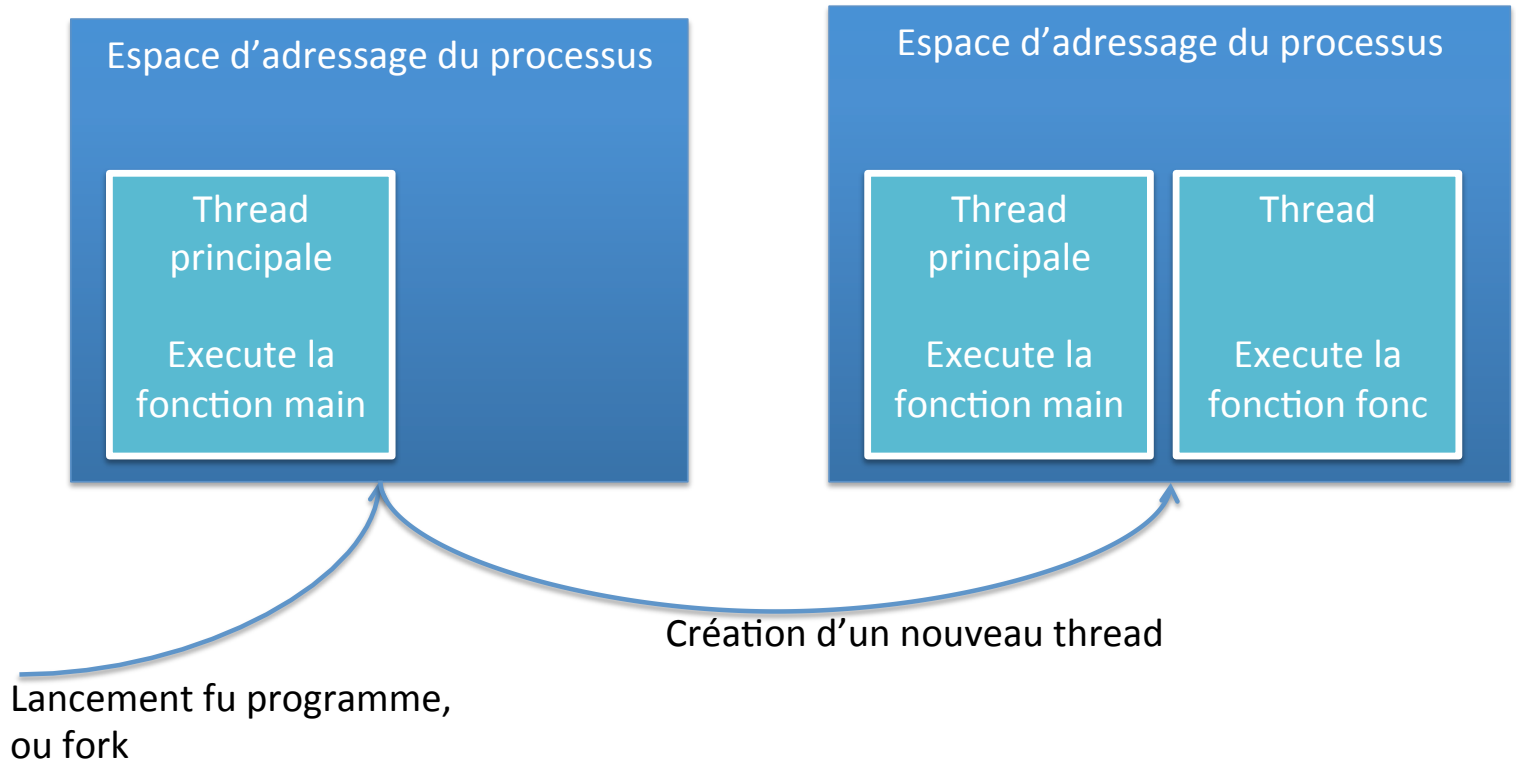 Espace d’adressage du processus
Thread
principale
Execute la
fonction main
Espace d’adressage du processus
Thread
principale
Execute la
fonction main
Thread
Execute la
fonction fonc
Création d’un nouveau thread
Lancement fu programme,
ou fork